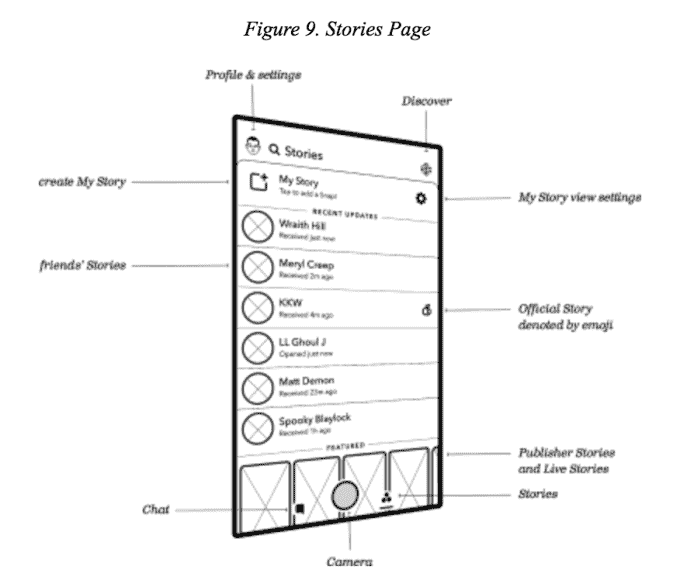 Figure 9. Stories Page
Profile & settings
Discover
Stories
create My Story
My Story
Tap to add a Snap!
My Story view settings
RECENT UPDATES
Wraith Hill
Received just now
friends' Stories
Meryl Creep
Received 2m ago
KKW
Received 4m ago
Official Story
denoted by emoji
LL Ghoul J
Opened just now
Matt Demon
Received 23m ago
Spooky Blaylock
Received 1h ago
FEATURED
Publisher Stories
and Live Stories
Stories
Chat
Camera